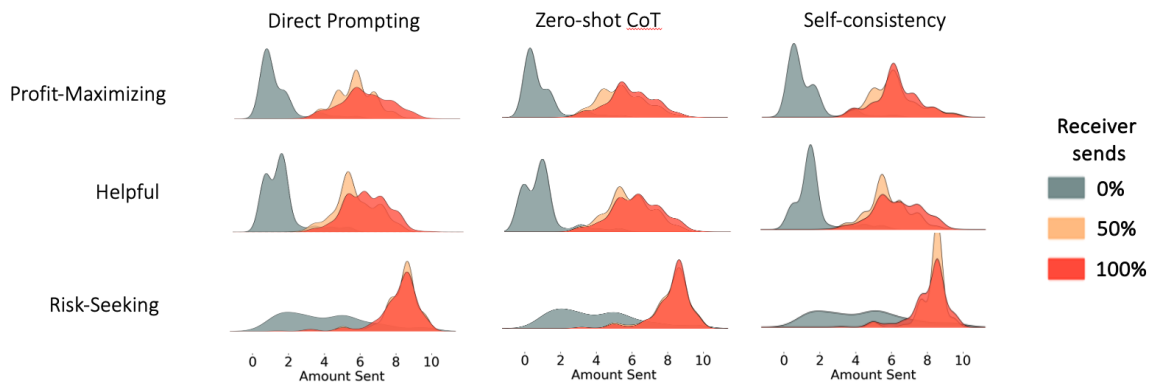 Direct Prompting
Zero-shot CoT
Self-consistency
Profit-Maximizing
Helpful
Risk-Seeking
Receiver
sends
0%
50%
100%
0 2 4 6 8 10
Amount Sent
0 2 4 6 8 10
Amount Sent
0 2 4 6 8 10
Amount Sent